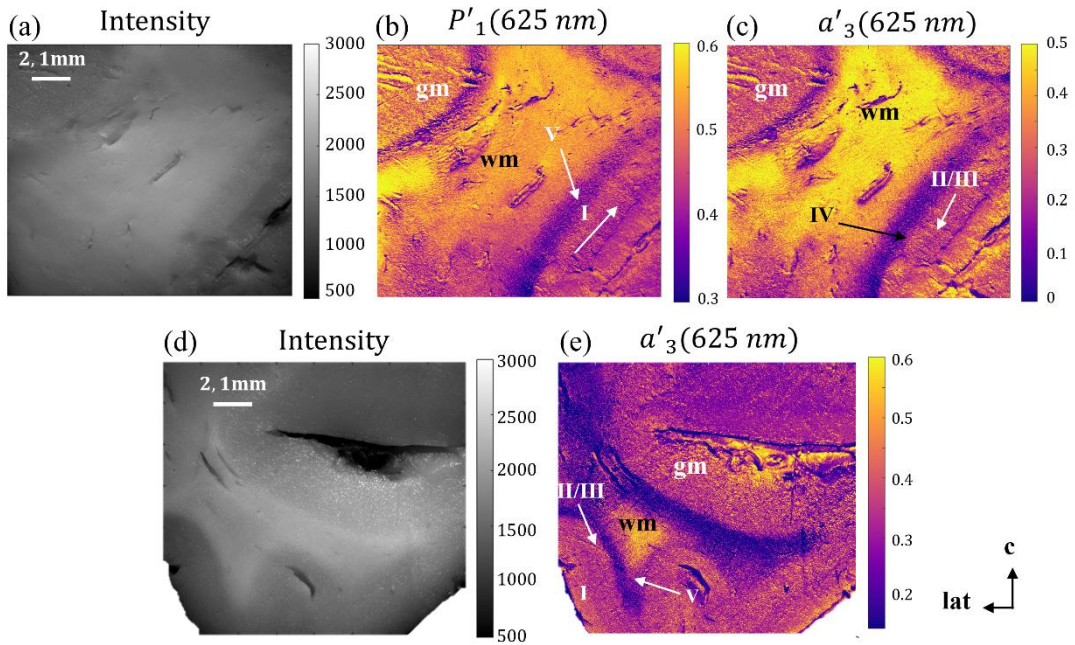 (a) Intensity
2, 1mm
3000
2500
2000
1500
1000
500
(b) P′₁(625 nm)
gm
wm
V
I
0.6
0.5
0.4
0.3
(c) a′₃(625 nm)
gm
wm
II/III
IV
0.5
0.4
0.3
0.2
0.1
0
(d) Intensity
2, 1mm
3000
2500
2000
1500
1000
500
(e) a′₃(625 nm)
gm
II/III
wm
I
V
0.6
0.5
0.4
0.3
0.2
c
lat